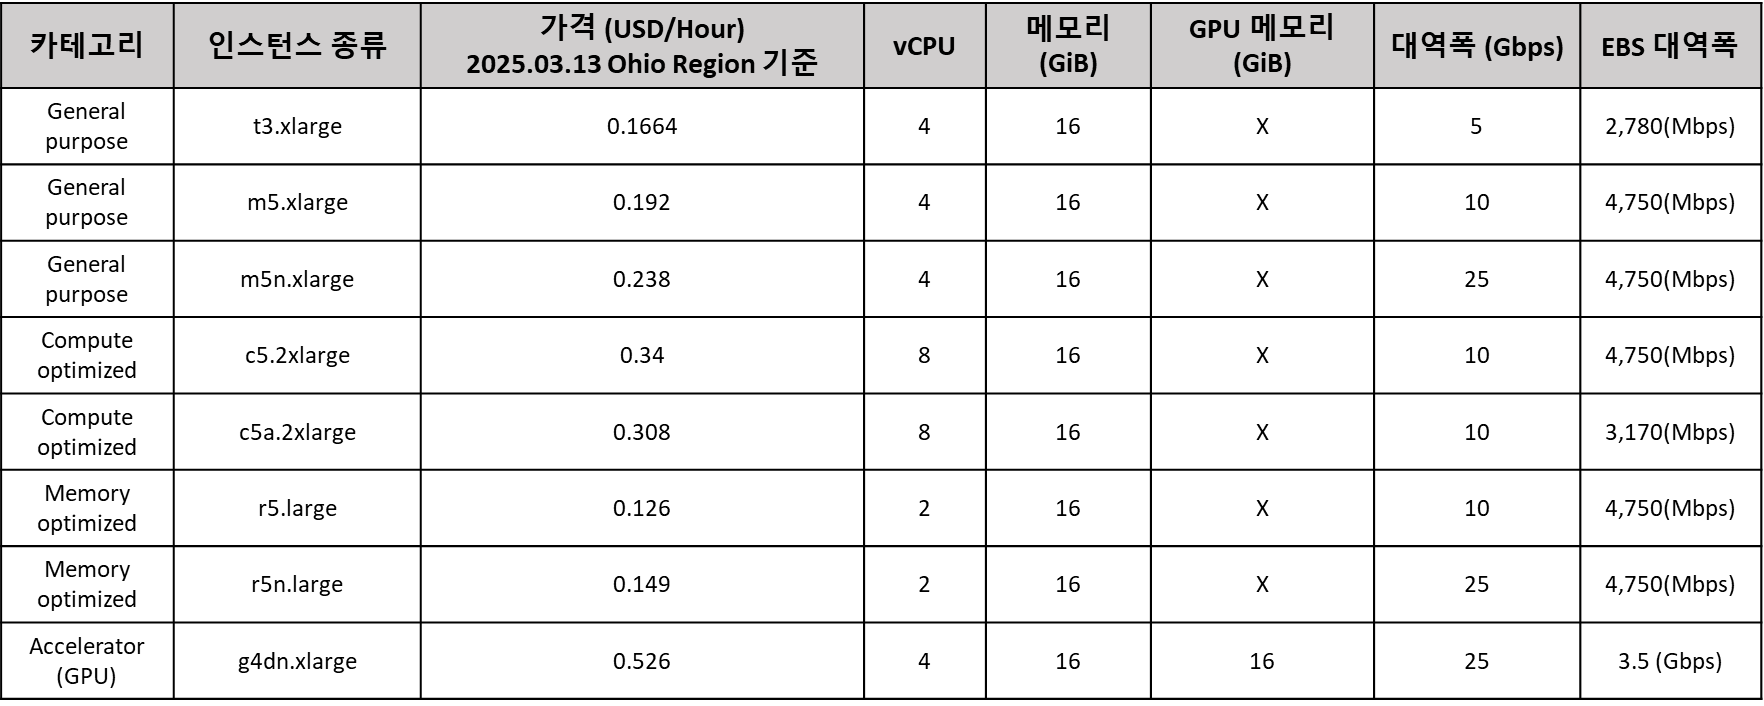 카테고리 인스턴스 종류 가격 (USD/Hour) 2025.03.13 Ohio Region 기준 vCPU 메모리 (GiB) GPU 메모리 (GiB) 대역폭 (Gbps) EBS 대역폭
General purpose t3.xlarge 0.1664 4 16 X 5 2,780(Mbps)
General purpose m5.xlarge 0.192 4 16 X 10 4,750(Mbps)
General purpose m5n.xlarge 0.238 4 16 X 25 4,750(Mbps)
Compute optimized c5.2xlarge 0.34 8 16 X 10 4,750(Mbps)
Compute optimized c5a.2xlarge 0.308 8 16 X 10 3,170(Mbps)
Memory optimized r5.large 0.126 2 16 X 10 4,750(Mbps)
Memory optimized r5n.large 0.149 2 16 X 25 4,750(Mbps)
Accelerator (GPU) g4dn.xlarge 0.526 4 16 16 25 3.5 (Gbps)